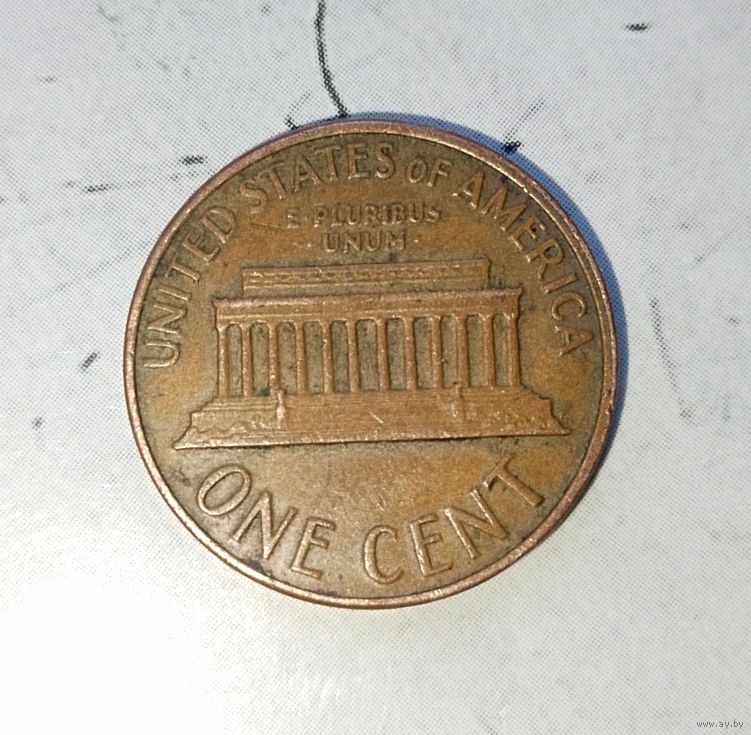 UNITED STATES OF AMERICA
E·PLURIBUS
·UNUM·
ONE CENT
www.ay.by